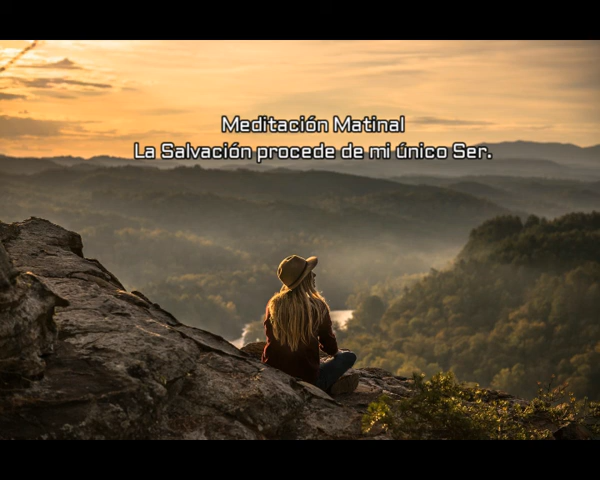 Meditación Matinal
La Salvación procede de mi único Ser.